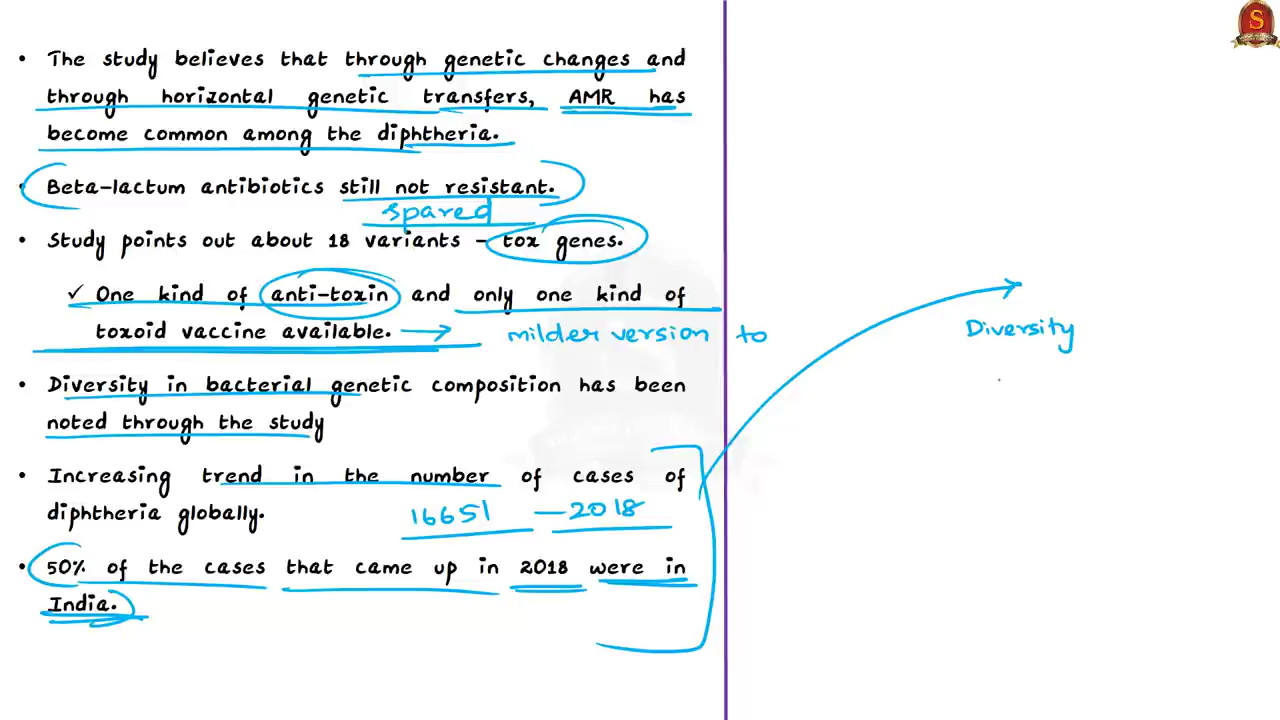 S
• The study believes that through genetic changes and
through horizontal genetic transfers, AMR has
become common among the diphtheria.
• Beta-lactum antibiotics still not resistant.
spared
• Study points out about 18 variants – tox genes.
✓ One kind of anti-toxin and only one kind of
toxoid vaccine available. → milder version to
Diversity
• Diversity in bacterial genetic composition has been
noted through the study
• Increasing trend in the number of cases of
diphtheria globally. 16651 – 2018
• 50% of the cases that came up in 2018 were in
India.